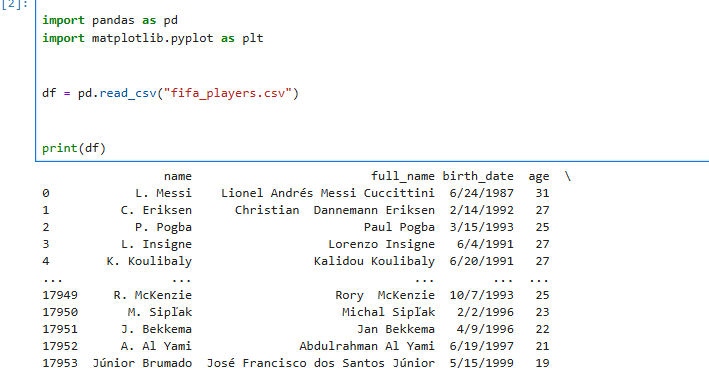 [2]:
import pandas as pd
import matplotlib.pyplot as plt
df = pd.read_csv("fifa_players.csv")
print(df)
name full_name birth_date age \
0 L. Messi Lionel Andrés Messi Cuccittini 6/24/1987 31
1 C. Eriksen Christian  Dannemann Eriksen 2/14/1992 27
2 P. Pogba Paul Pogba 3/15/1993 25
3 L. Insigne Lorenzo Insigne 6/4/1991 27
4 K. Koulibaly Kalidou Koulibaly 6/20/1991 27
... ... ... ... ...
17949 R. McKenzie Rory  McKenzie 10/7/1993 25
17950 M. Sipľak Michal Sipľak 2/2/1996 23
17951 J. Bekkema Jan Bekkema 4/9/1996 22
17952 A. Al Yami Abdulrahman Al Yami 6/19/1997 21
17953 Júnior Brumado José Francisco dos Santos Júnior 5/15/1999 19